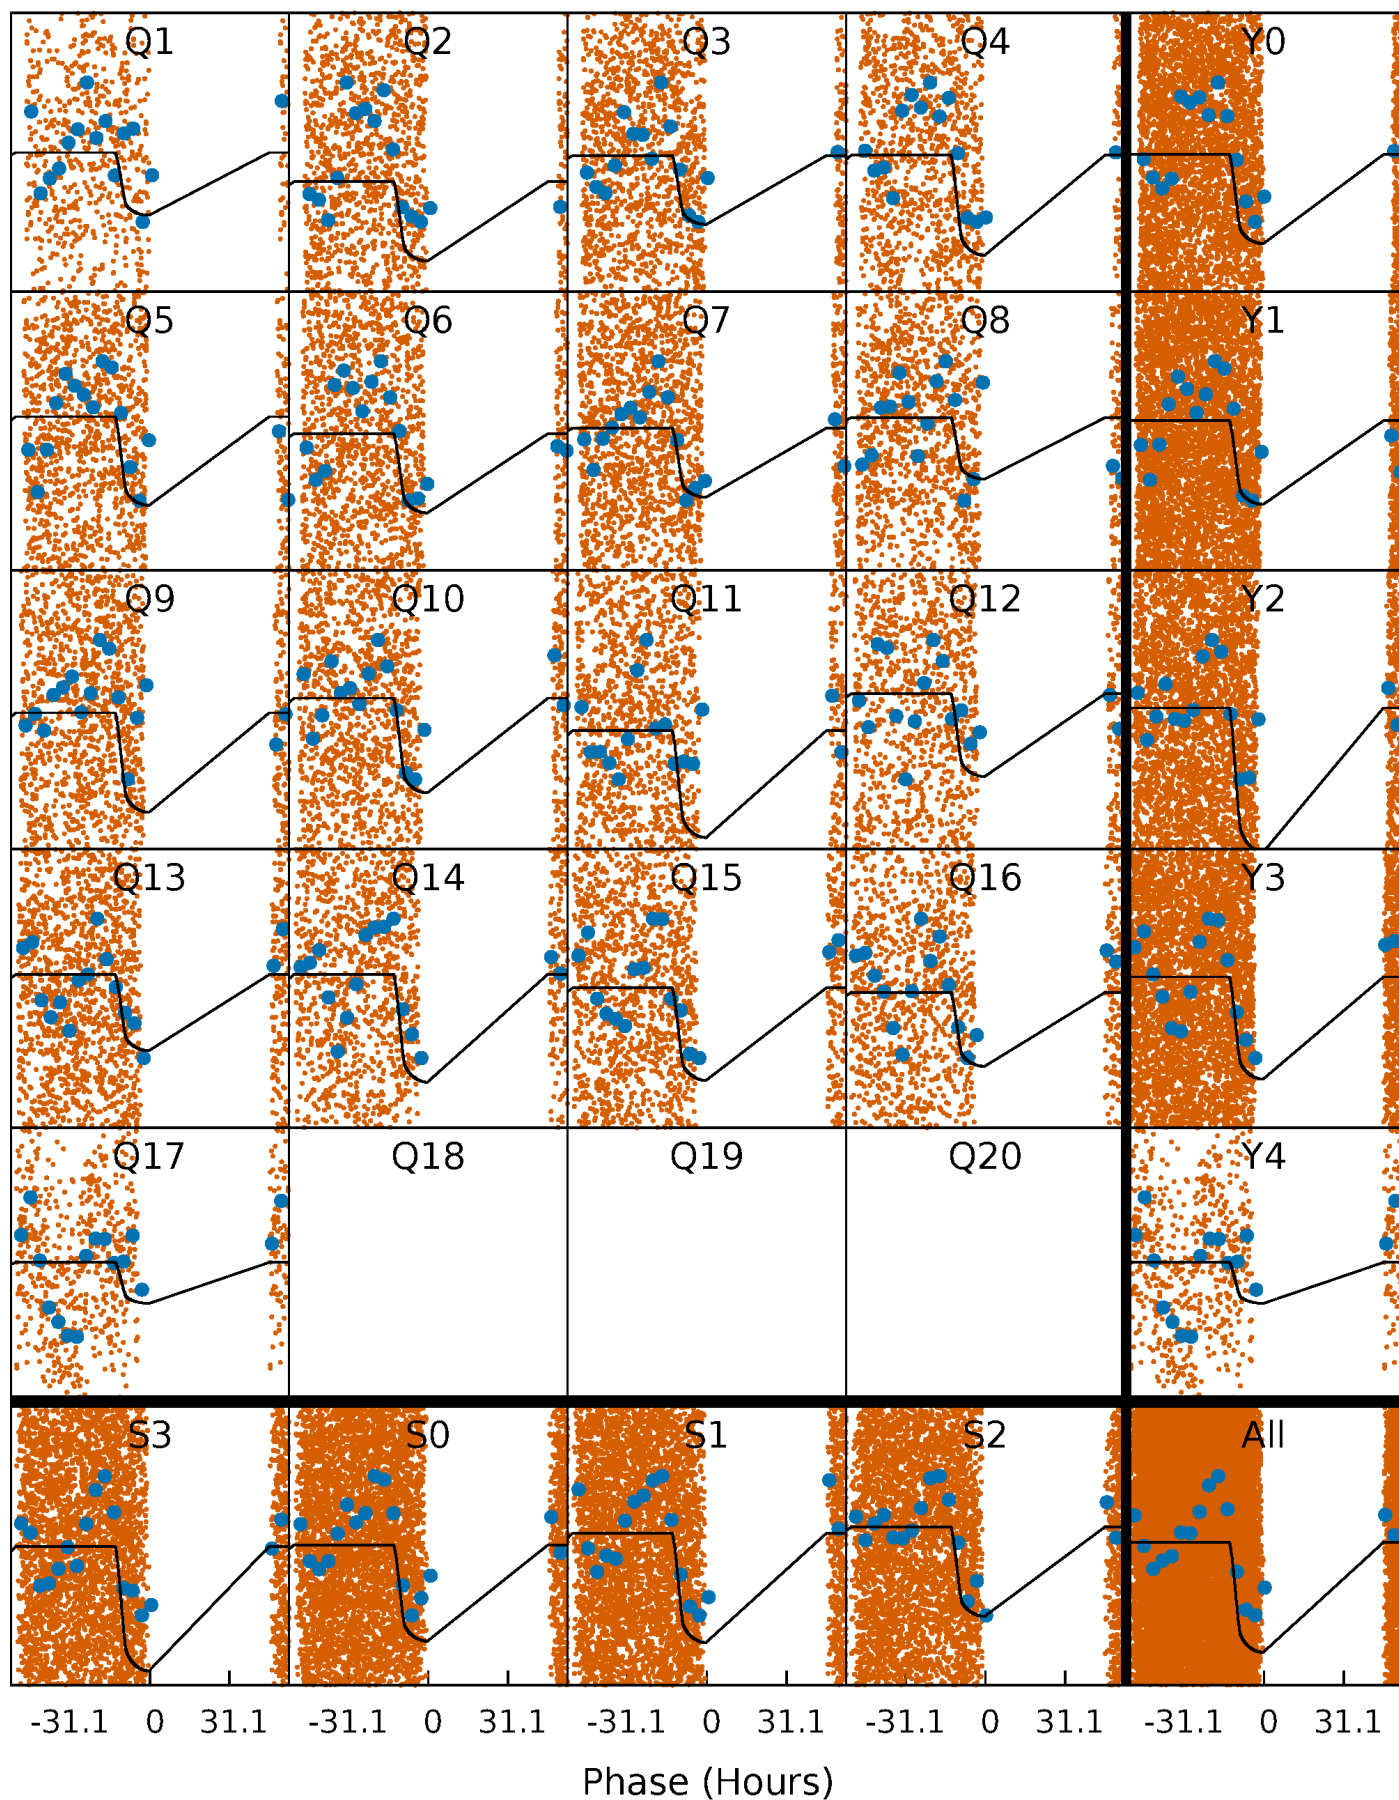 Q1 Q2 Q3 Q4 Y0
Q5 Q6 Q7 Q8 Y1
Q9 Q10 Q11 Q12 Y2
Q13 Q14 Q15 Q16 Y3
Q17 Q18 Q19 Q20 Y4
S3 S0 S1 S2 All
-31.1 0 31.1 -31.1 0 31.1 -31.1 0 31.1 -31.1 0 31.1 -31.1 0 31.1
Phase (Hours)